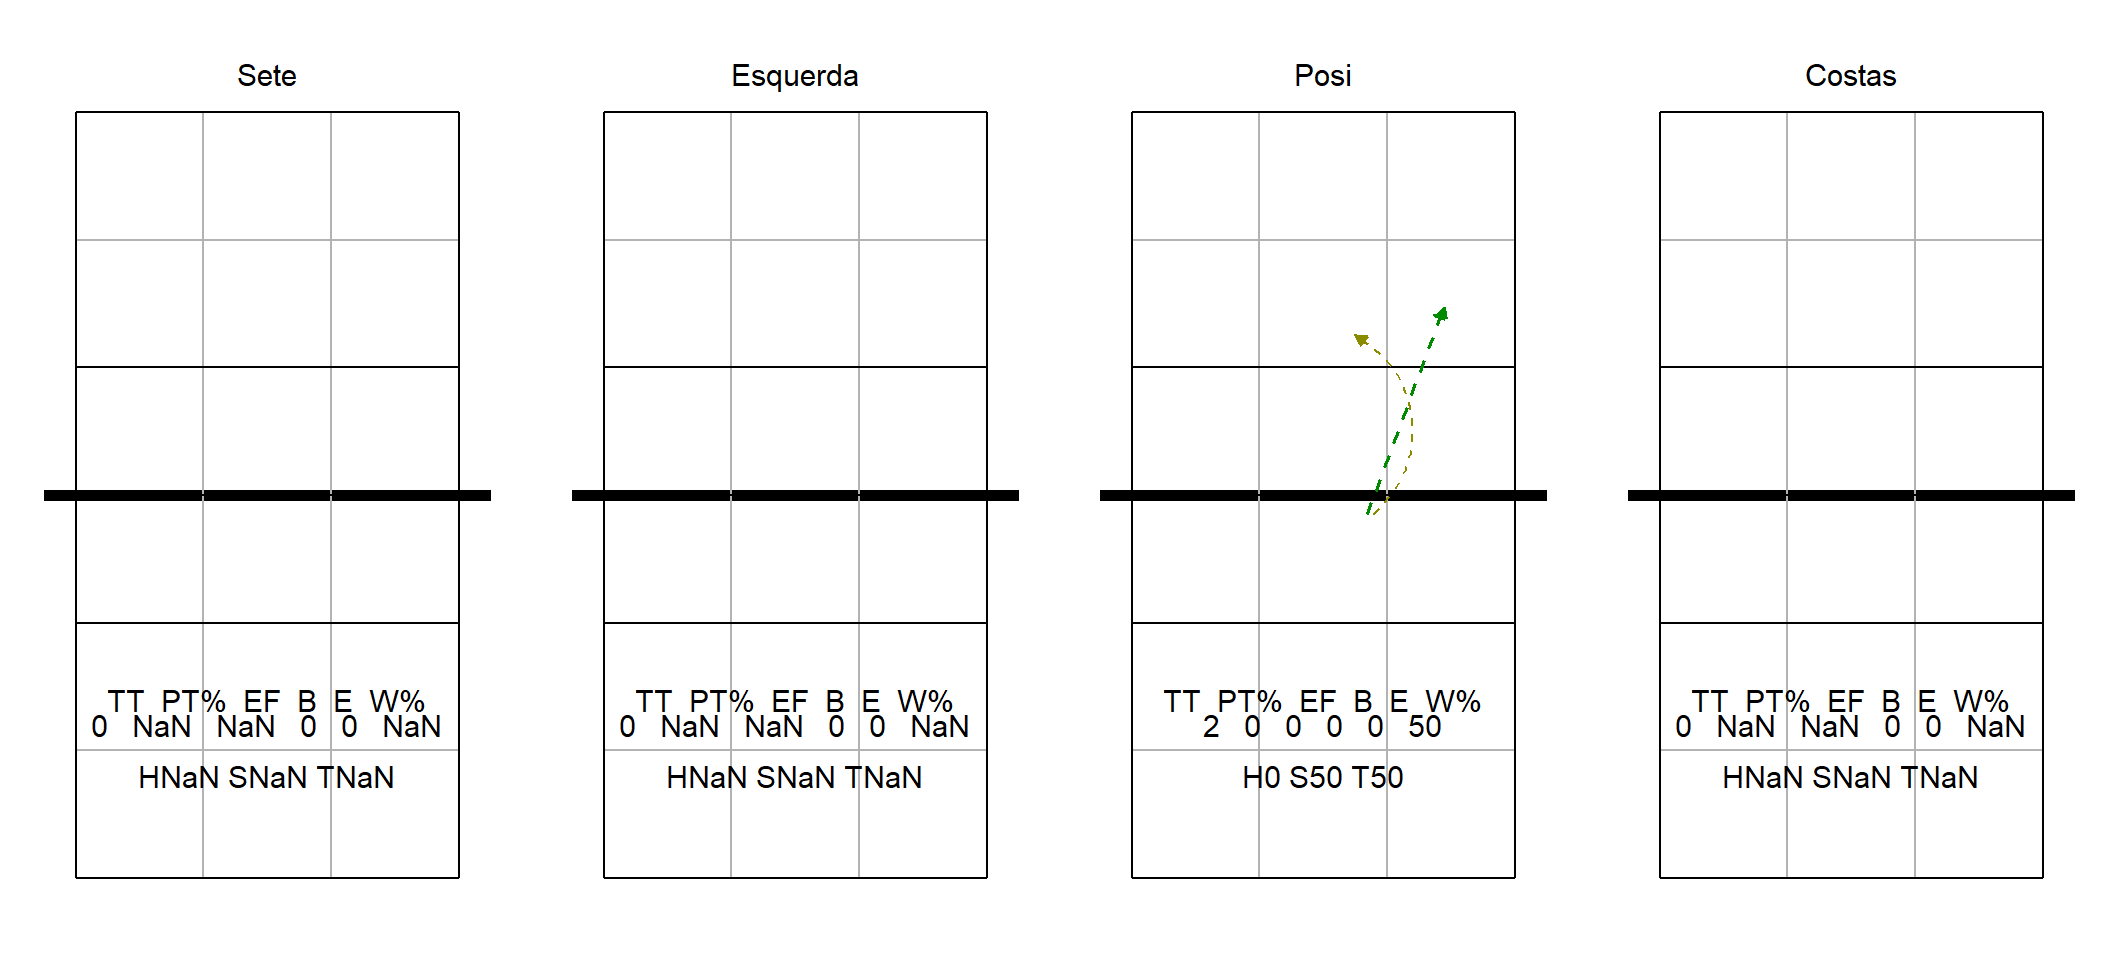 Sete
TT PT% EF B E W%
0 NaN NaN 0 0 NaN
HNaN SNaN TNaN
Esquerda
TT PT% EF B E W%
0 NaN NaN 0 0 NaN
HNaN SNaN TNaN
Posi
TT PT% EF B E W%
2 0 0 0 0 50
H0 S50 T50
Costas
TT PT% EF B E W%
0 NaN NaN 0 0 NaN
HNaN SNaN TNaN